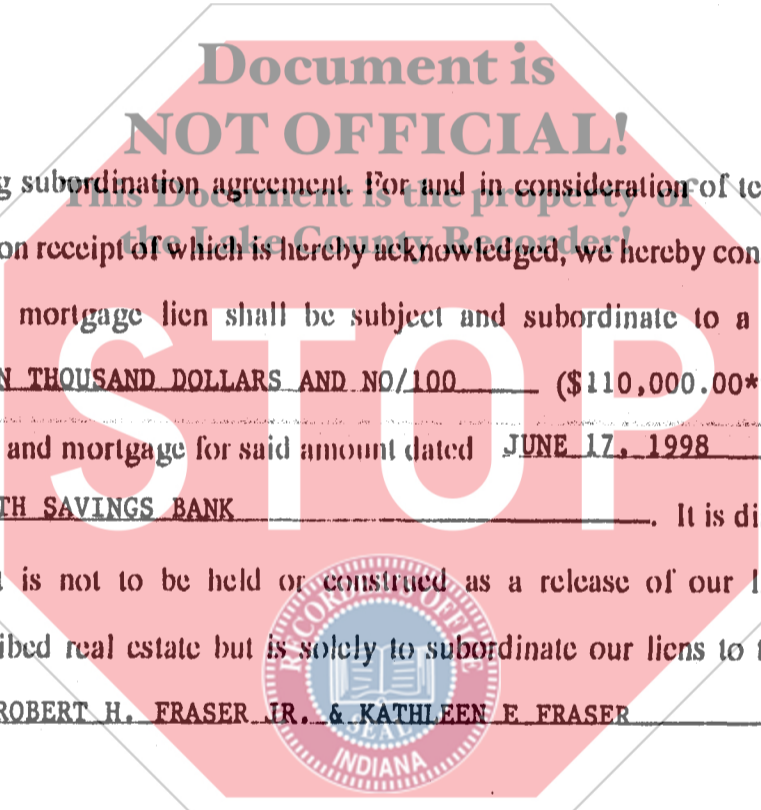 Document is
NOT OFFICIAL!
This Document is the property of
the Lake County Recorder!
STOP
g subordination agreement. For and in consideration of te
on receipt of which is hereby acknowledged, we hereby con
mortgage lien shall be subject and subordinate to a
N THOUSAND DOLLARS AND NO/100 ($110,000.00*
and mortgage for said amount dated JUNE 17, 1998
TH SAVINGS BANK . It is di
t is not to be held or construed as a release of our l
ibed real estate but is solely to subordinate our liens to t
ROBERT H. FRASER JR. & KATHLEEN E FRASER
RECORDER'S OFFICE
SEAL
INDIANA